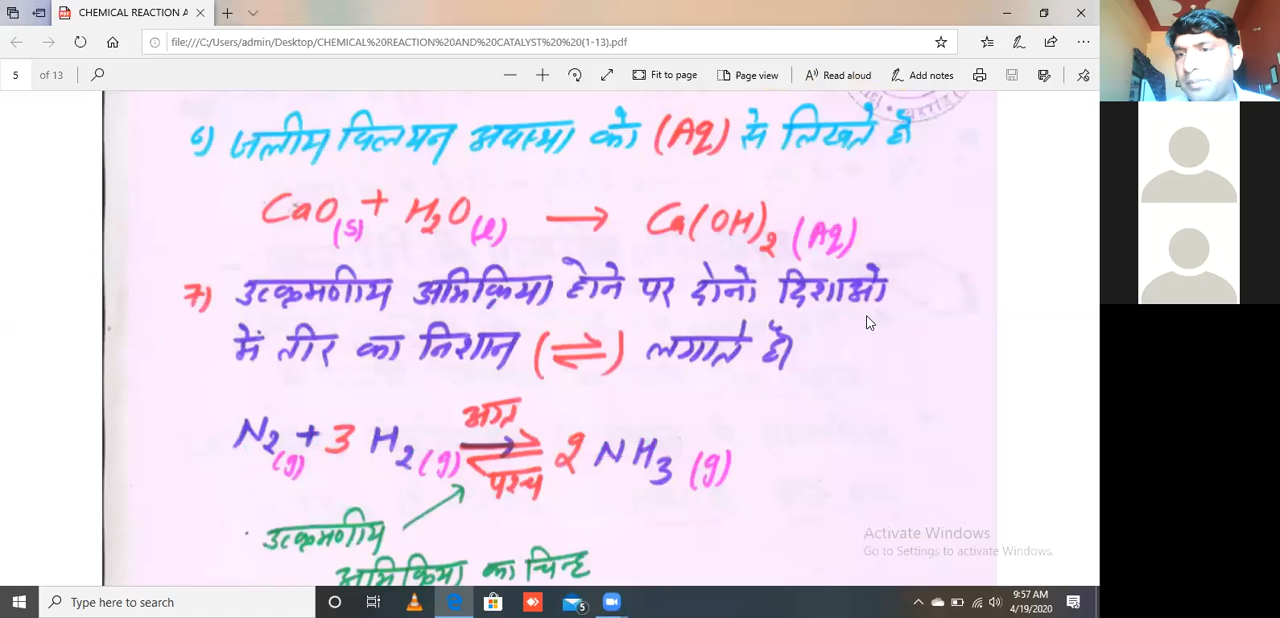 CHEMICAL REACTION A
file:///C:/Users/admin/Desktop/CHEMICAL%20REACTION%20AND%20CATALYST%20%20(1-13).pdf
5 of 13
Fit to page
Page view
Read aloud
Add notes
6) जलीय विलयन अवस्था को (Aq) से लिखते है
CaO(s) + H₂O(l) → Ca(OH)₂ (Aq)
7) उत्क्रमणीय अभिक्रिया होने पर दोनो दिशाओ
में तीर का निशान (⇌) लगाते है
अग्र
N₂(g) + 3 H₂(g) ⇌ 2 NH₃ (g)
पश्च
उत्क्रमणीय
अभिक्रिया का चिन्ह
Activate Windows
Go to Settings to activate Windows.
Type here to search
5
9:57 AM
4/19/2020